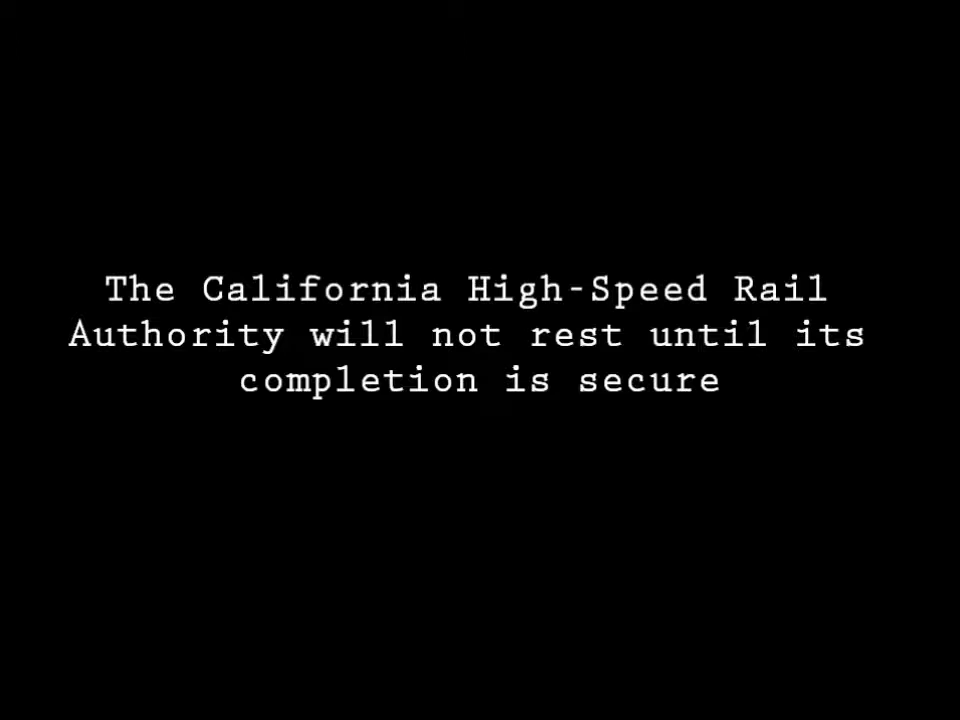 The California High-Speed Rail
Authority will not rest until its
completion is secure